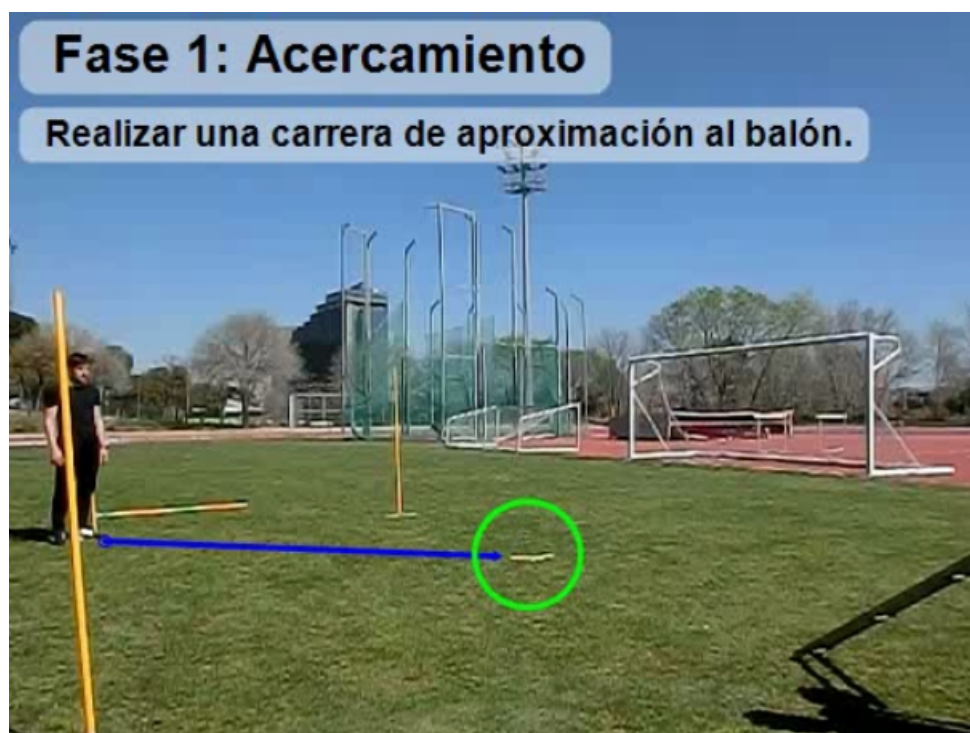 Fase 1: Acercamiento
Realizar una carrera de aproximación al balón.